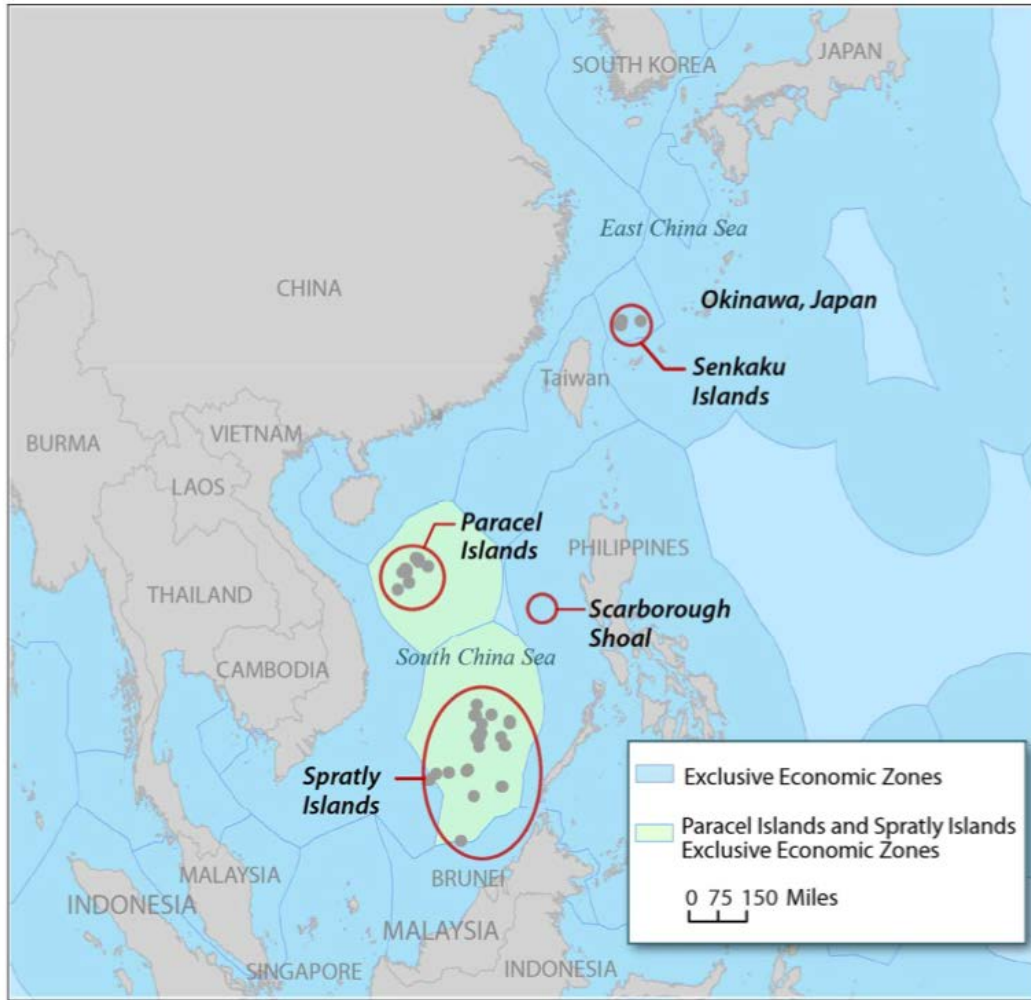 SOUTH KOREA
JAPAN
East China Sea
CHINA
Okinawa, Japan
Senkaku
Islands
Taiwan
BURMA
VIETNAM
LAOS
Paracel
Islands
PHILIPPINES
THAILAND
Scarborough
Shoal
South China Sea
CAMBODIA
Spratly
Islands
Exclusive Economic Zones
Paracel Islands and Spratly Islands
Exclusive Economic Zones
0 75 150 Miles
MALAYSIA
BRUNEI
INDONESIA
MALAYSIA
SINGAPORE
INDONESIA